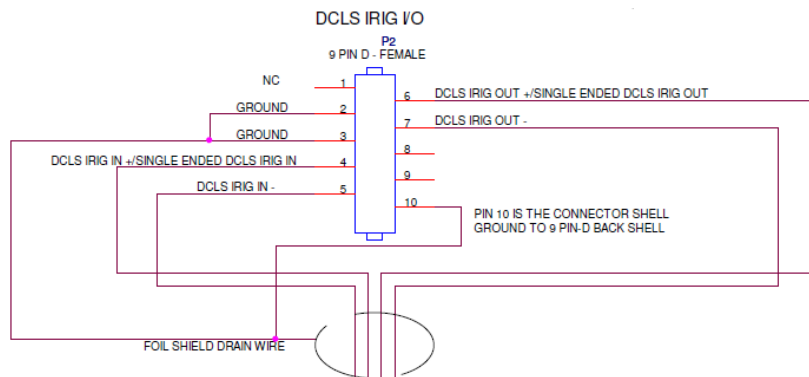 DCLS IRIG I/O
P2
9 PIN D - FEMALE
NC
1
GROUND
2
GROUND
3
DCLS IRIG IN +/SINGLE ENDED DCLS IRIG IN
4
DCLS IRIG IN -
5
6
DCLS IRIG OUT +/SINGLE ENDED DCLS IRIG OUT
7
DCLS IRIG OUT -
8
9
10
PIN 10 IS THE CONNECTOR SHELL
GROUND TO 9 PIN-D BACK SHELL
FOIL SHIELD DRAIN WIRE